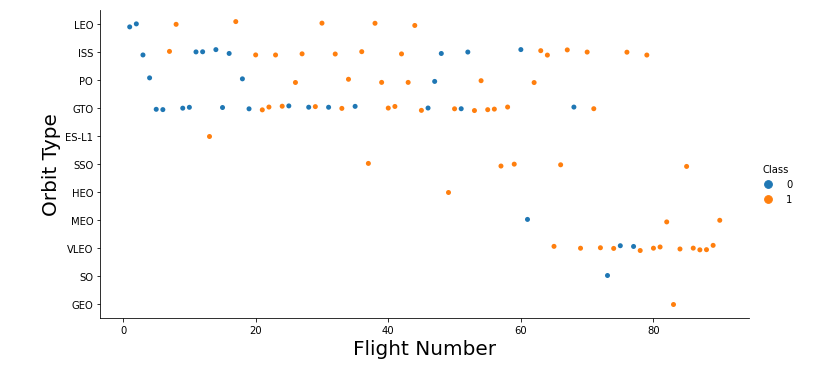 LEO
ISS
PO
GTO
ES-L1
SSO
HEO
MEO
VLEO
SO
GEO
Orbit Type
0
20
40
60
80
Flight Number
Class
0
1